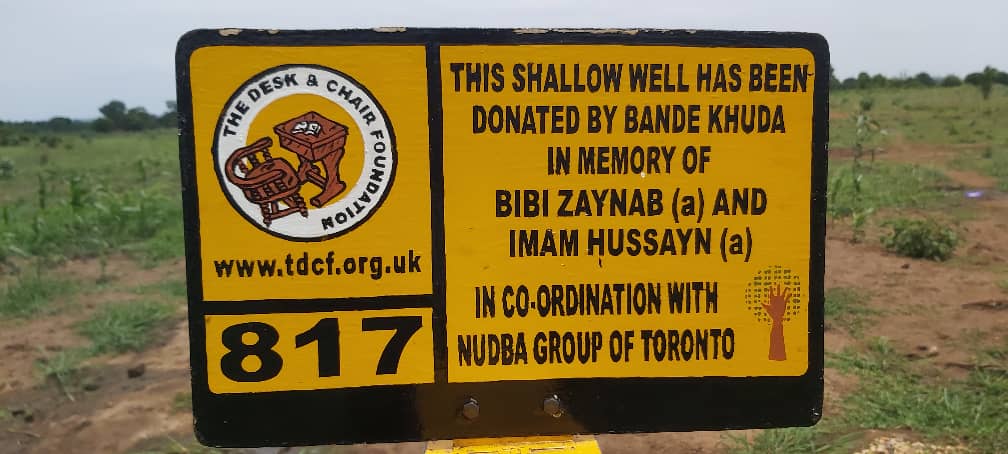 THE DESK & CHAIR FOUNDATION
www.tdcf.org.uk
817
THIS SHALLOW WELL HAS BEEN
DONATED BY BANDE KHUDA
IN MEMORY OF
BIBI ZAYNAB (a) AND
IMAM HUSSAYN (a)
IN CO-ORDINATION WITH
NUDBA GROUP OF TORONTO